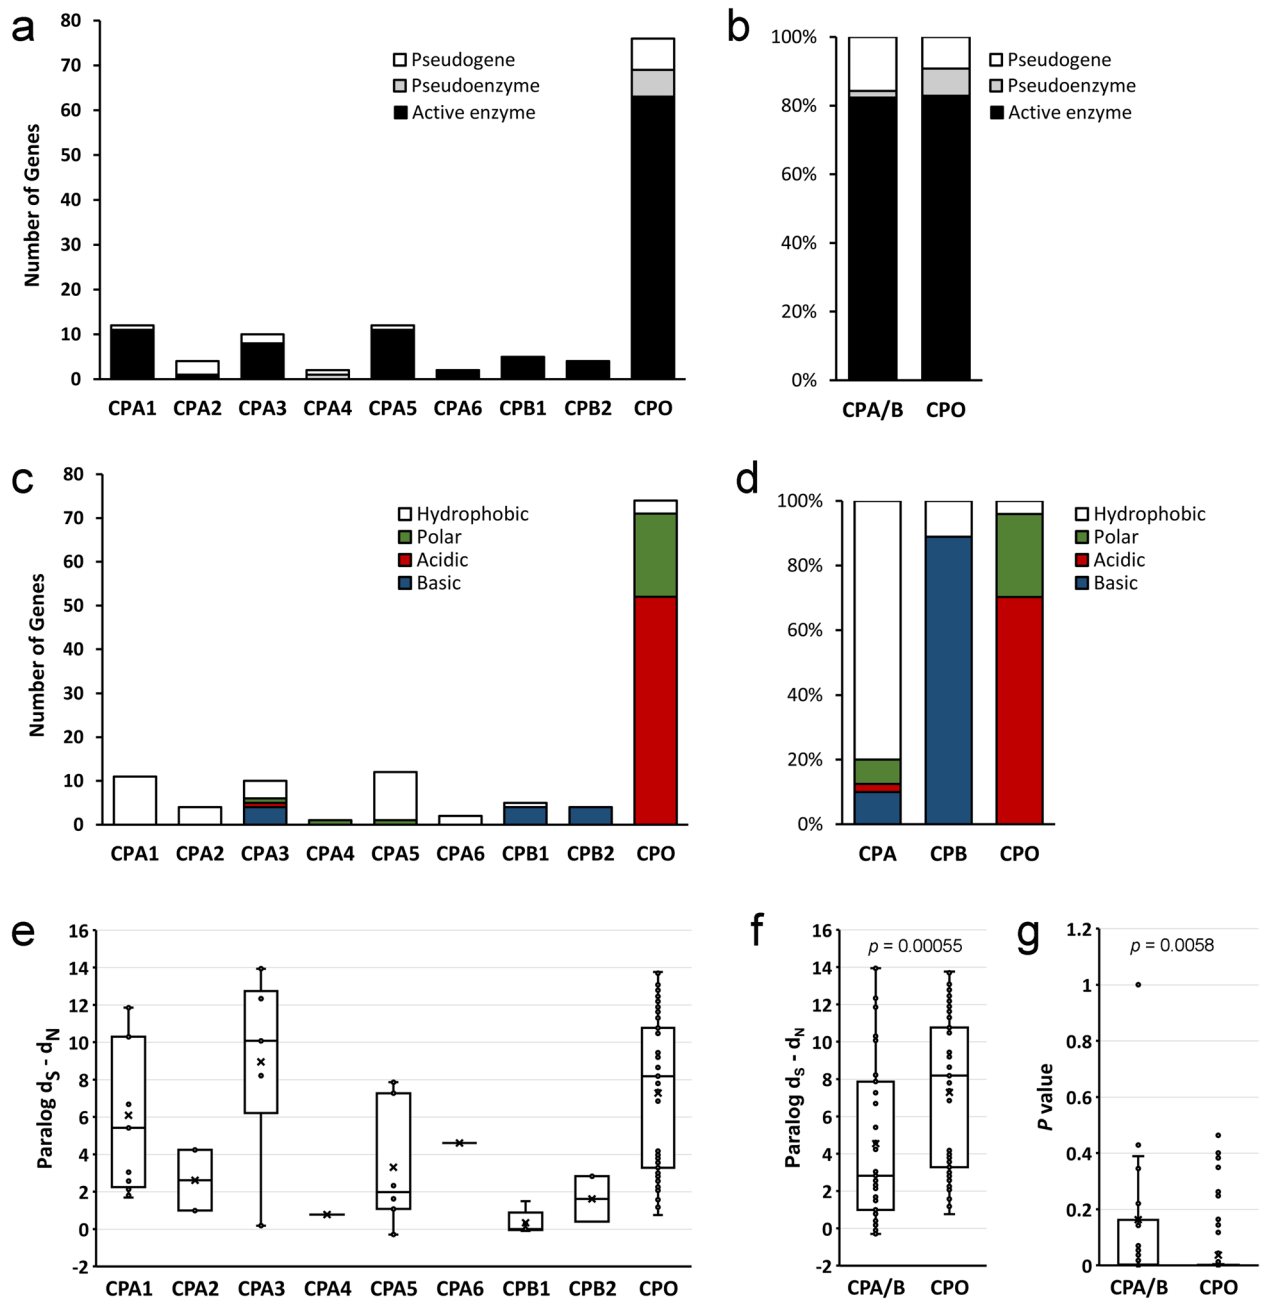 a
80
70
60
50
40
30
20
10
0
Number of Genes
Pseudogene
Pseudoenzyme
Active enzyme
CPA1 CPA2 CPA3 CPA4 CPA5 CPA6 CPB1 CPB2 CPO
b
100%
80%
60%
40%
20%
0%
Pseudogene
Pseudoenzyme
Active enzyme
CPA/B CPO
c
80
70
60
50
40
30
20
10
0
Number of Genes
Hydrophobic
Polar
Acidic
Basic
CPA1 CPA2 CPA3 CPA4 CPA5 CPA6 CPB1 CPB2 CPO
d
100%
80%
60%
40%
20%
0%
Hydrophobic
Polar
Acidic
Basic
CPA CPB CPO
e
16
14
12
10
8
6
4
2
0
-2
Paralog dS - dN
CPA1 CPA2 CPA3 CPA4 CPA5 CPA6 CPB1 CPB2 CPO
f
16
14
12
10
8
6
4
2
0
-2
Paralog dS - dN
p = 0.00055
CPA/B CPO
g
1.2
1
0.8
0.6
0.4
0.2
0
P value
p = 0.0058
CPA/B CPO